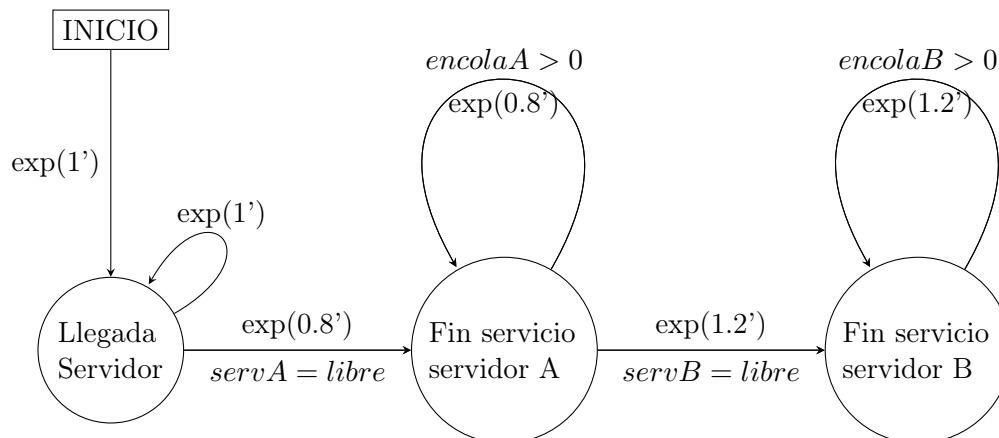 INICIO
exp(1')
exp(1')
Llegada
Servidor
exp(0.8')
servA = libre
encolaA > 0
exp(0.8')
Fin servicio
servidor A
exp(1.2')
servB = libre
encolaB > 0
exp(1.2')
Fin servicio
servidor B